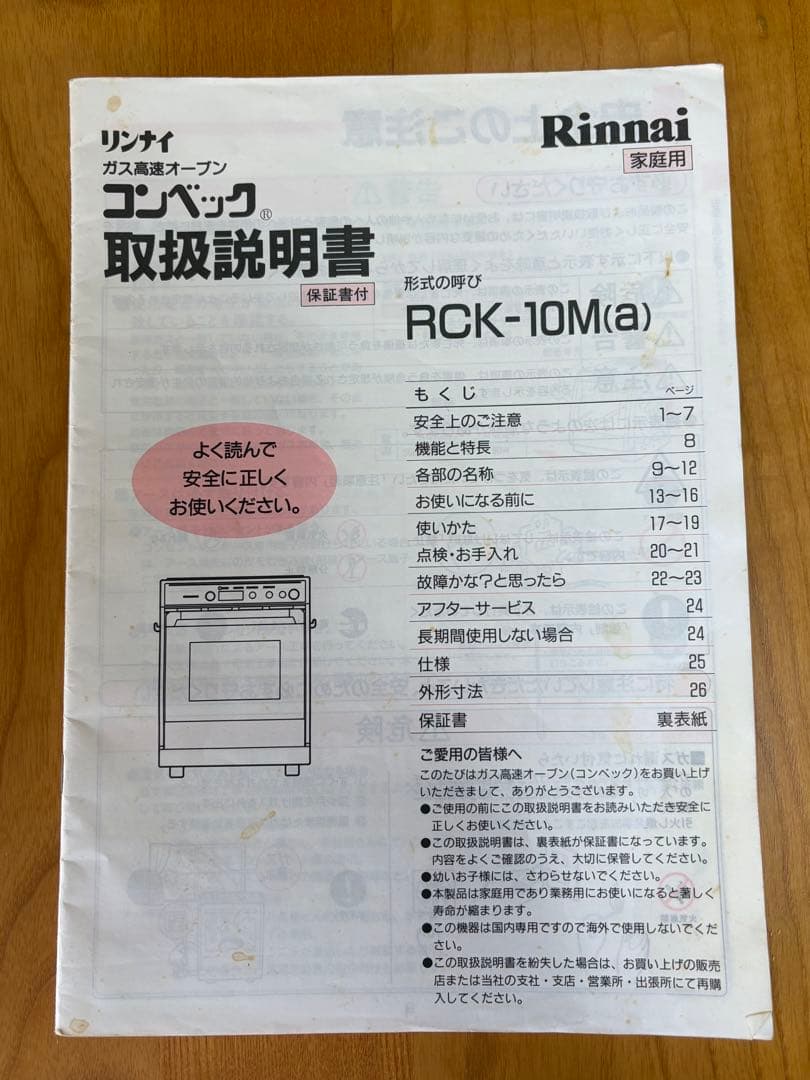 リンナイ
ガス高速オーブン
コンベック®
取扱説明書
保証書付
Rinnai
家庭用
形式の呼び
RCK-10M(a)
よく読んで
安全に正しく
お使いください。
もくじ ページ
安全上のご注意 1〜7
機能と特長 8
各部の名称 9〜12
お使いになる前に 13〜16
使いかた 17〜19
点検・お手入れ 20〜21
故障かな?と思ったら 22〜23
アフターサービス 24
長期間使用しない場合 24
仕様 25
外形寸法 26
保証書 裏表紙
ご愛用の皆様へ
このたびはガス高速オーブン(コンベック)をお買い上げ
いただきまして、ありがとうございます。
●ご使用の前にこの取扱説明書をお読みいただき安全に
正しくお使いください。
●この取扱説明書は、裏表紙が保証書になっています。
内容をよくご確認のうえ、大切に保管してください。
●幼いお子様には、さわらせないでください。
●本製品は家庭用であり業務用にお使いになると著しく
寿命が縮まります。
●この機器は国内専用ですので海外で使用しないでくだ
さい。
●この取扱説明書を紛失した場合は、お買い上げの販売
店または当社の支社・支店・営業所・出張所にて再購
入してください。